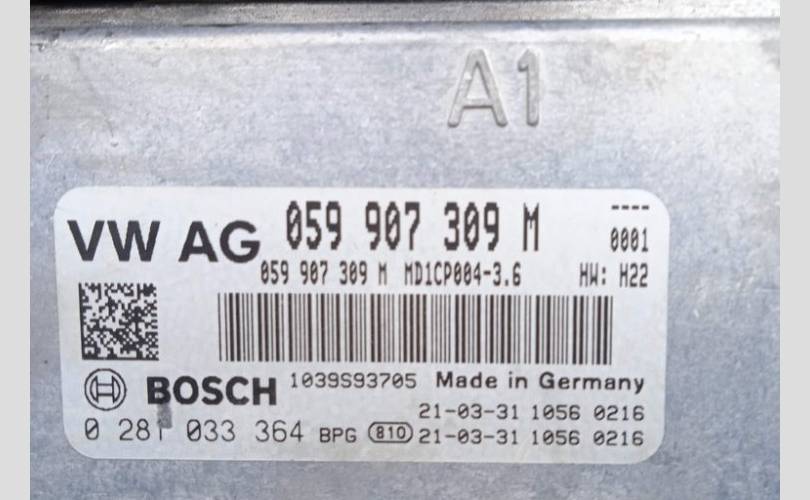 A1
VW AG 059 907 309 M ----
0001
059 907 309 M MD1CP004-3.6 HW: H22
BOSCH 1039S93705 Made in Germany
21-03-31 1056 0216
0 281 033 364 BPG 810 21-03-31 1056 0216